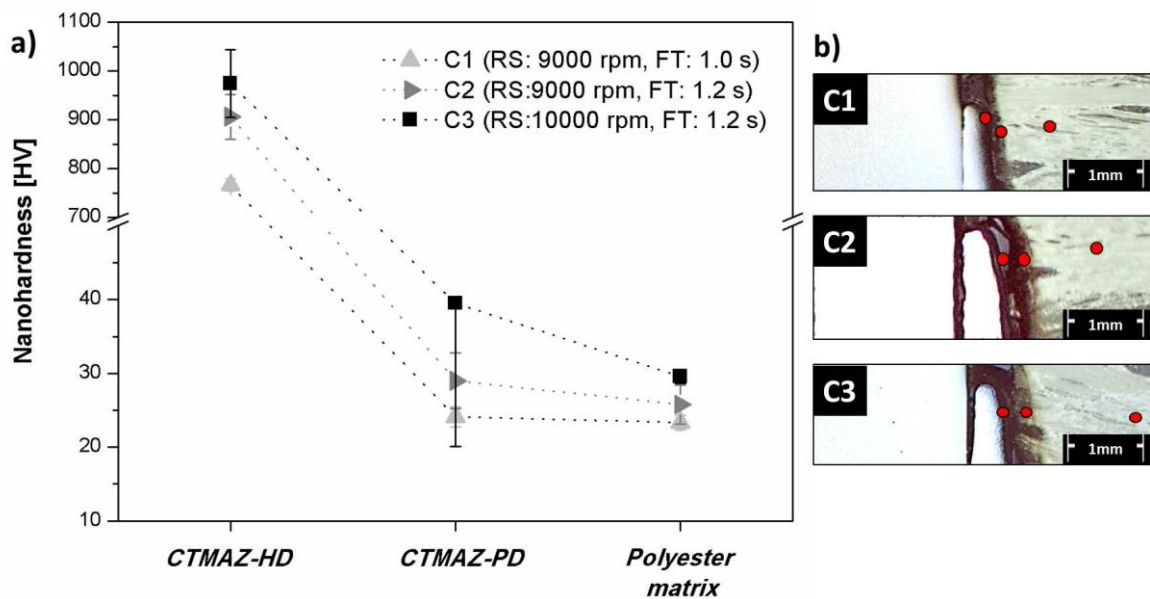 a)
Nanohardness [HV]
1100
1000
900
800
700
40
30
20
10
C1 (RS: 9000 rpm, FT: 1.0 s)
C2 (RS:9000 rpm, FT: 1.2 s)
C3 (RS:10000 rpm, FT: 1.2 s)
CTMAZ-HD
CTMAZ-PD
Polyester
matrix
b)
C1
1mm
C2
1mm
C3
1mm